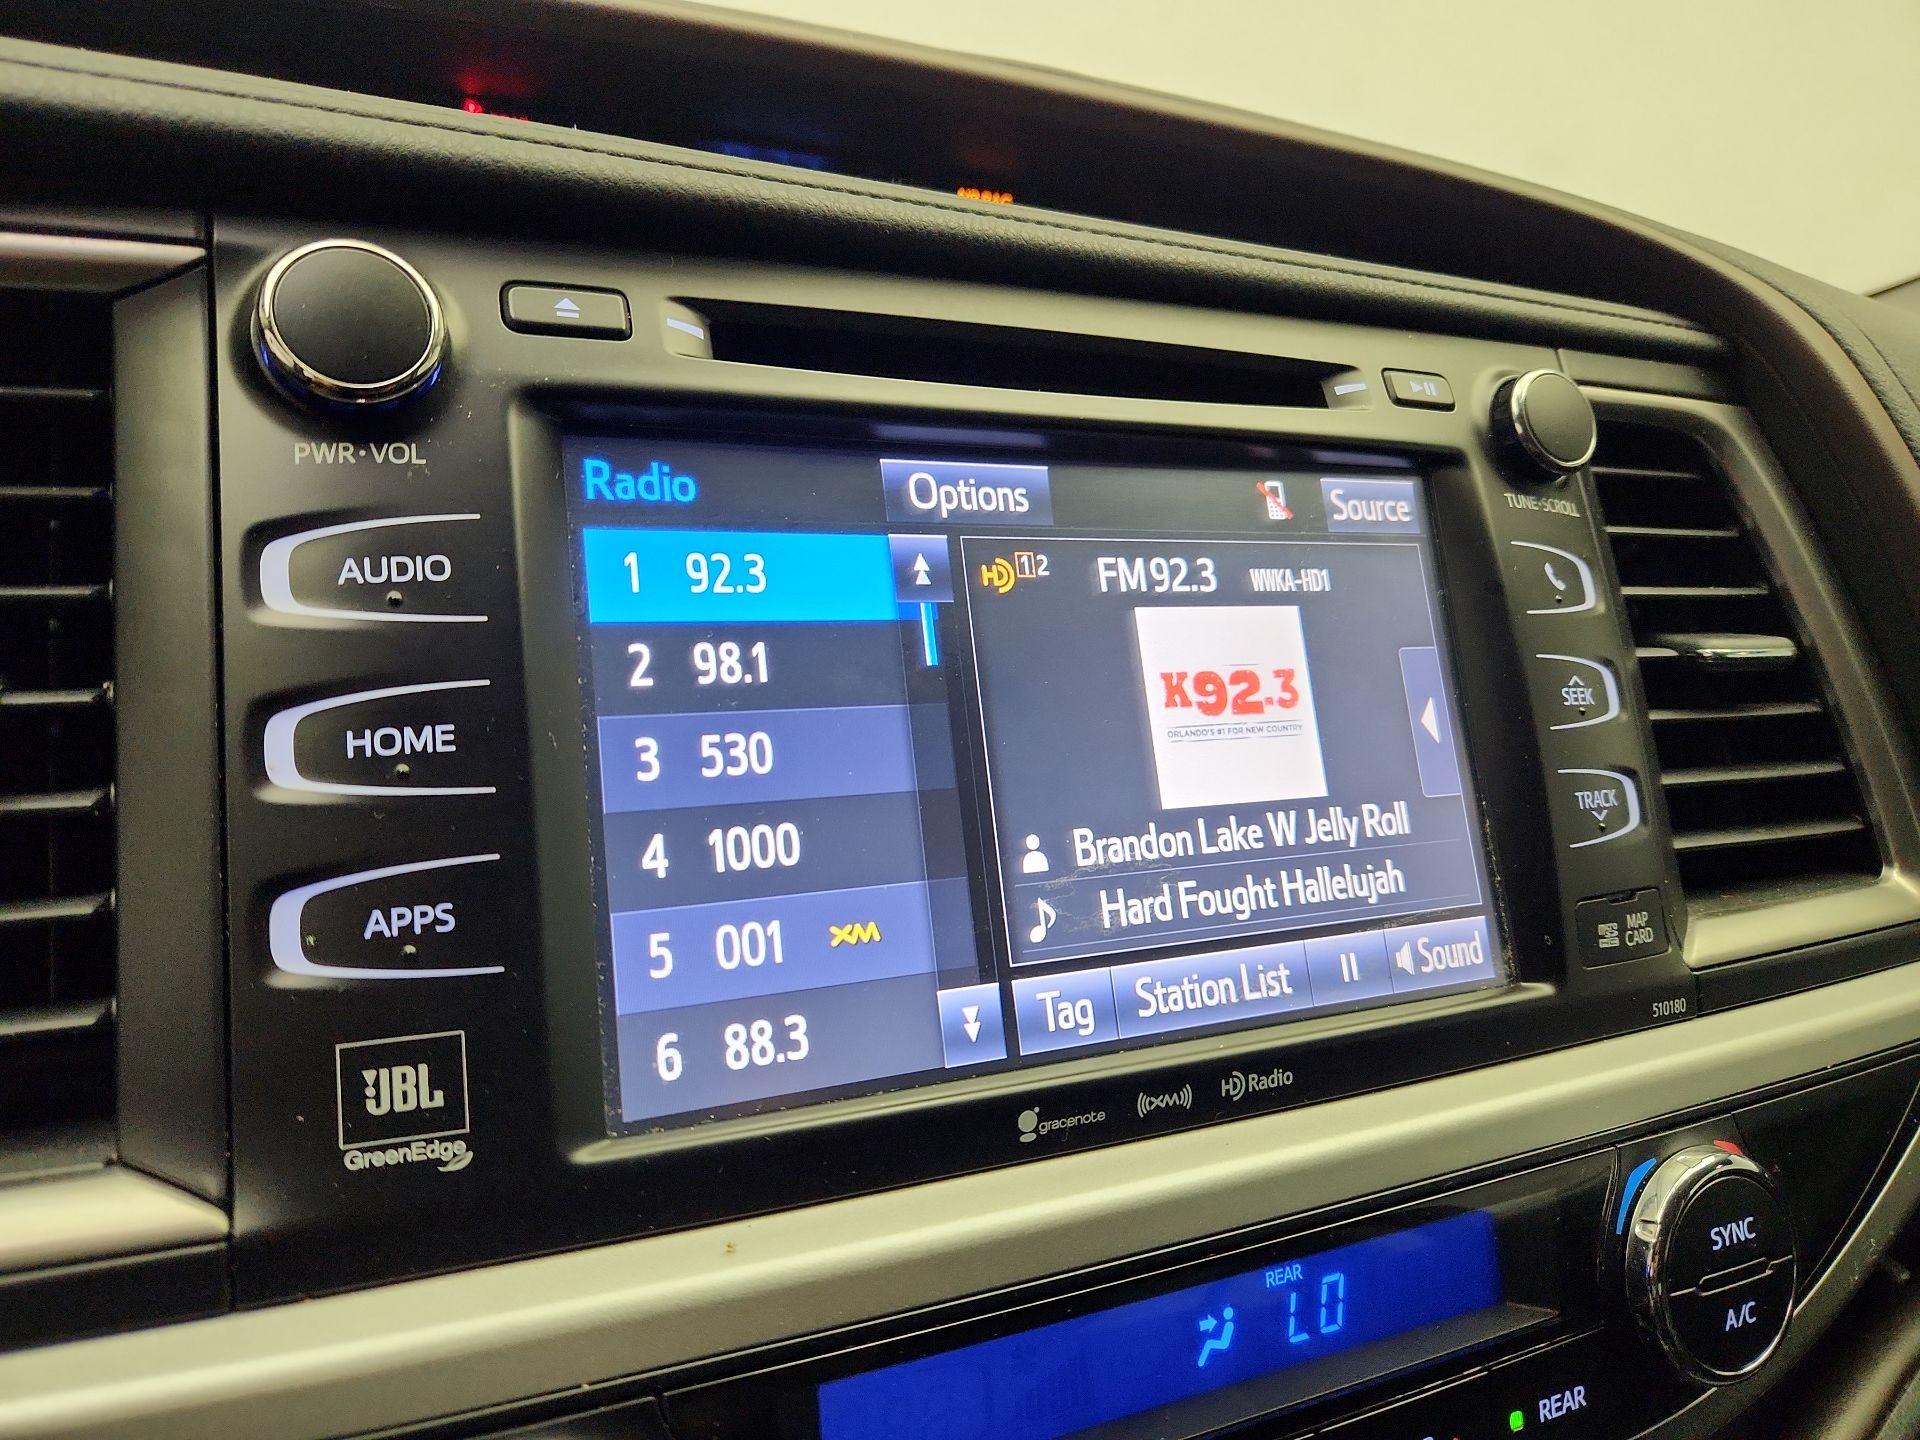 AIRBAG
PWR•VOL
TUNE•SCROLL
AUDIO
HOME
APPS
JBL
GreenEdge
Radio
Options
Source
1 92.3
2 98.1
3 530
4 1000
5 001 XM
6 88.3
HD 1 2 FM 92.3 WWKA-HD1
K92.3
ORLANDO'S #1 FOR NEW COUNTRY
Brandon Lake W Jelly Roll
Hard Fought Hallelujah
Tag
Station List
Sound
SEEK
TRACK
MAP
CARD
510180
gracenote
((XM))
HD Radio
REAR
LO
SYNC
A/C
REAR